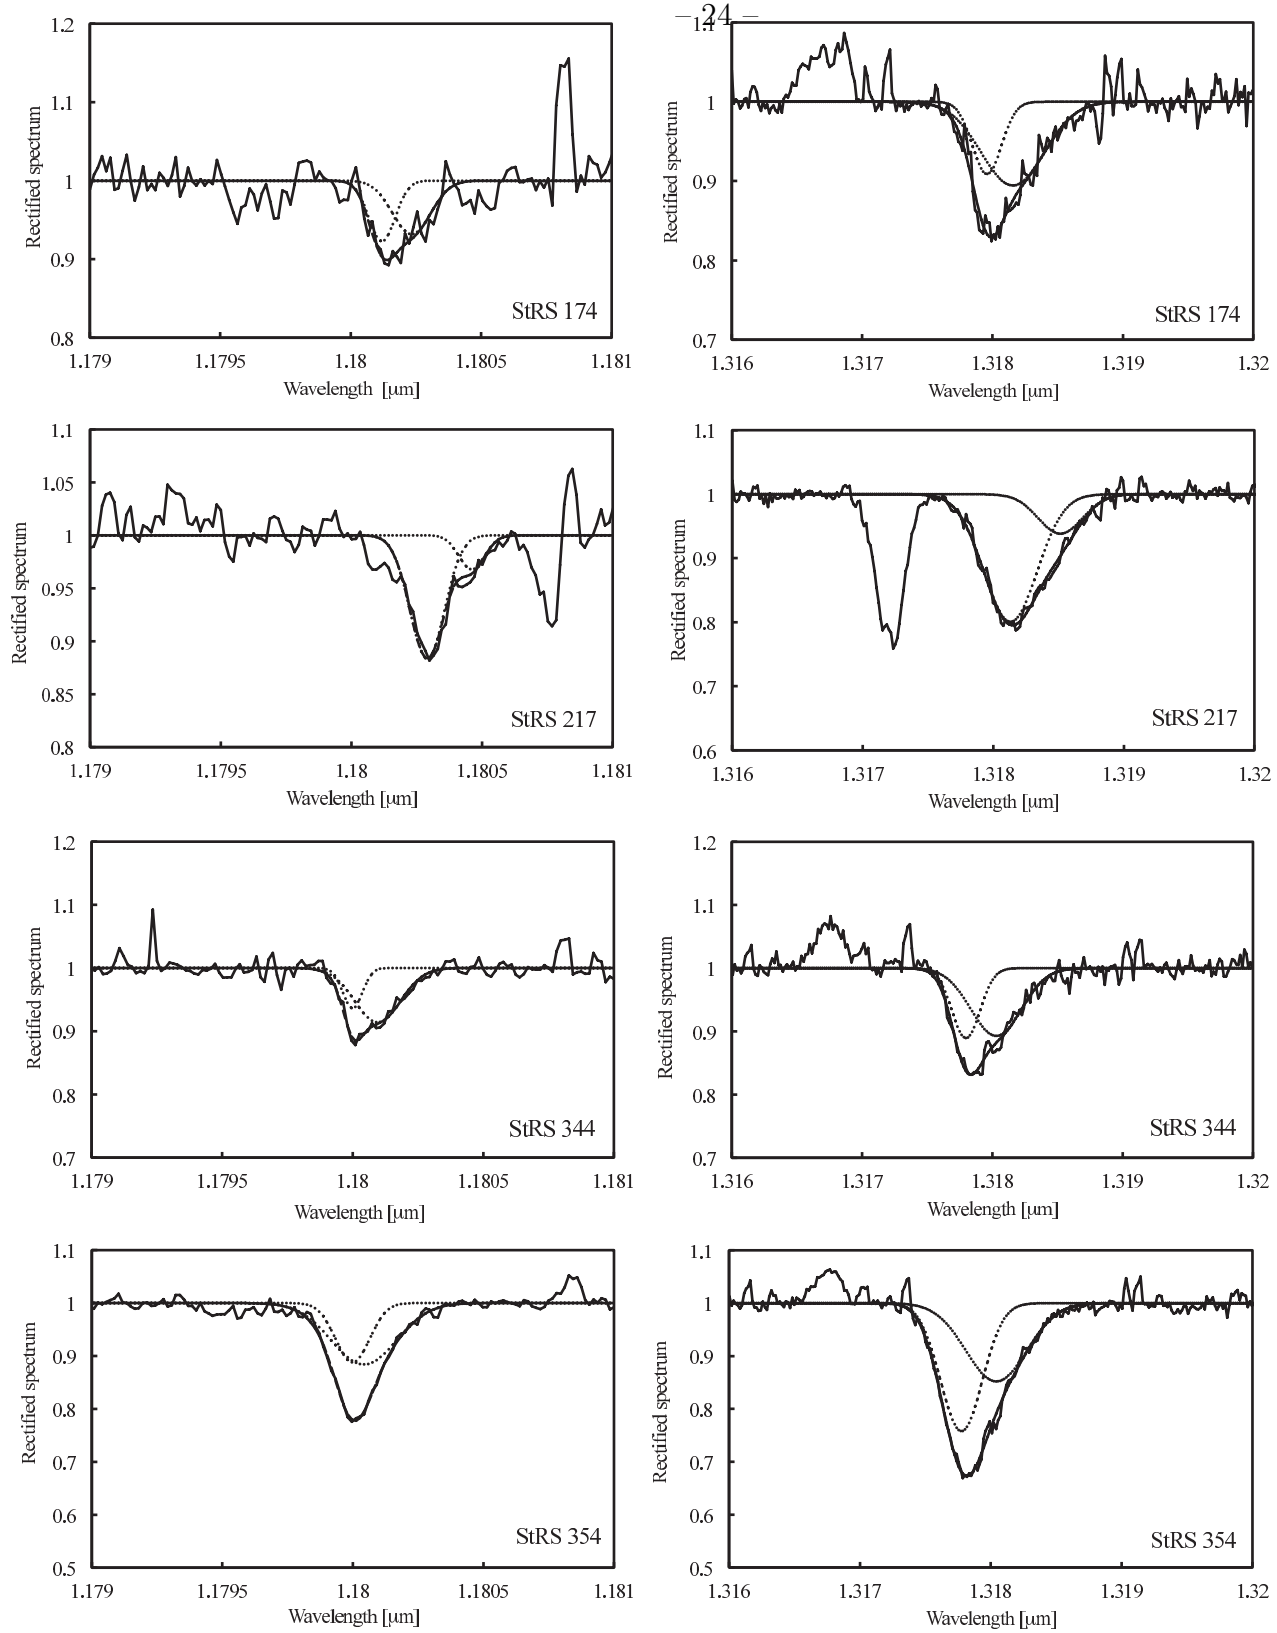 – 24 –
1.2
1.1
1
0.9
0.8
Rectified spectrum
StRS 174
1.179 1.1795 1.18 1.1805 1.181
Wavelength [μm]
1.1
1
0.9
0.8
0.7
Rectified spectrum
StRS 174
1.316 1.317 1.318 1.319 1.32
Wavelength [μm]
1.1
1.05
1
0.95
0.9
0.85
0.8
Rectified spectrum
StRS 217
1.179 1.1795 1.18 1.1805 1.181
Wavelength [μm]
1.1
1
0.9
0.8
0.7
0.6
Rectified spectrum
StRS 217
1.316 1.317 1.318 1.319 1.32
Wavelength [μm]
1.2
1.1
1
0.9
0.8
0.7
Rectified spectrum
StRS 344
1.179 1.1795 1.18 1.1805 1.181
Wavelength [μm]
1.2
1.1
1
0.9
0.8
0.7
Rectified spectrum
StRS 344
1.316 1.317 1.318 1.319 1.32
Wavelength [μm]
1.1
1
0.9
0.8
0.7
0.6
0.5
Rectified spectrum
StRS 354
1.179 1.1795 1.18 1.1805 1.181
Wavelength [μm]
1.1
1
0.9
0.8
0.7
0.6
0.5
Rectified spectrum
StRS 354
1.316 1.317 1.318 1.319 1.32
Wavelength [μm]